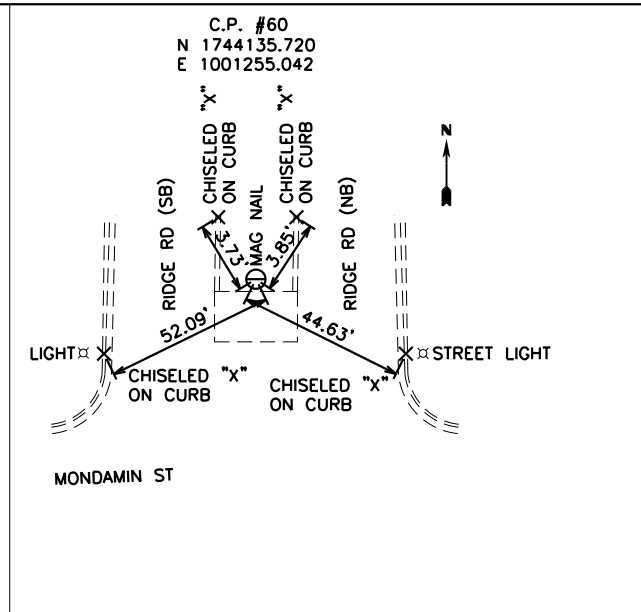 C.P. #60
N 1744135.720
E 1001255.042
CHISELED "X"
ON CURB
CHISELED "X"
ON CURB
N
RIDGE RD (SB)
MAG NAIL
RIDGE RD (NB)
3.73'
3.85'
52.09'
44.63'
LIGHT
STREET LIGHT
CHISELED "X"
ON CURB
CHISELED "X"
ON CURB
MONDAMIN ST